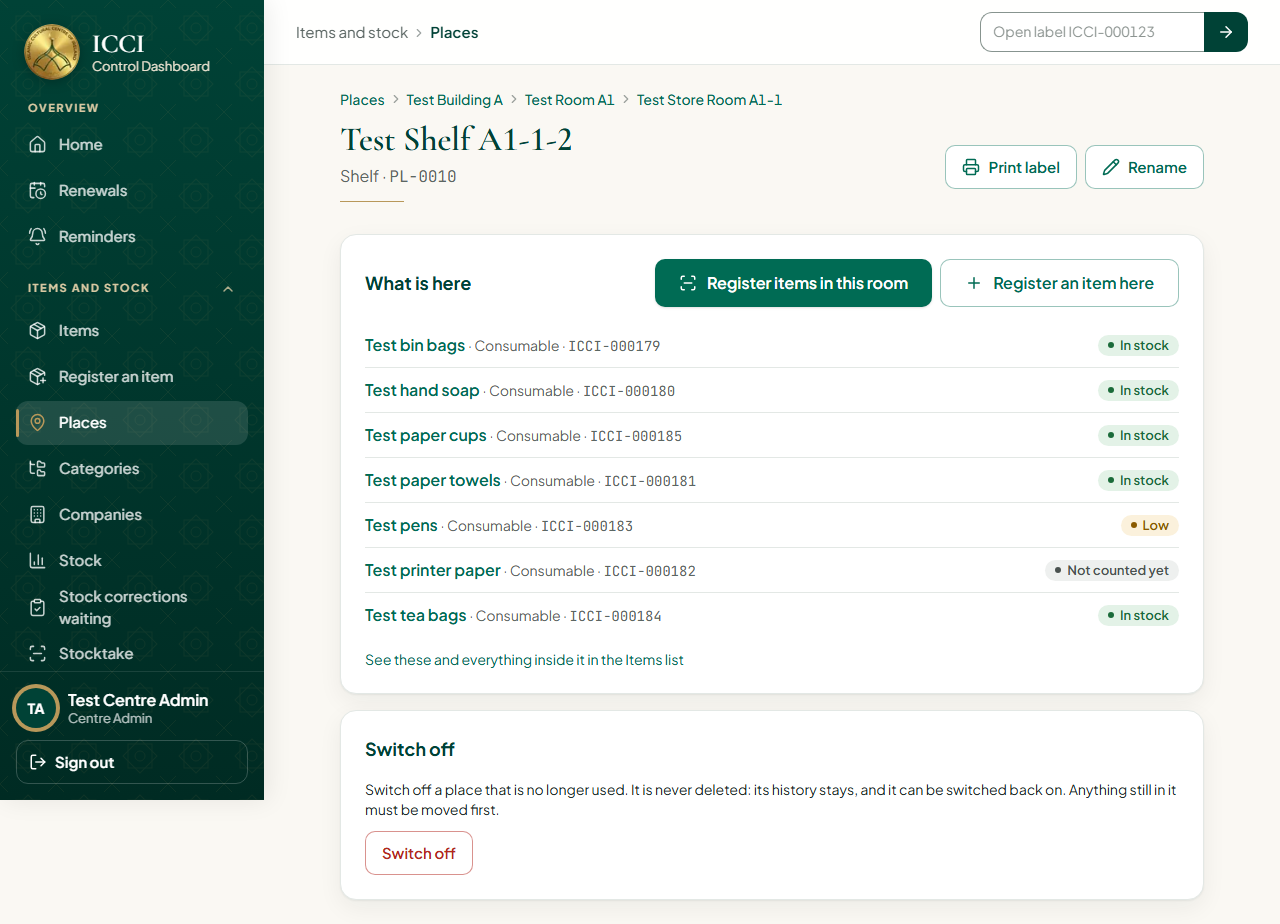 ICCI
Control Dashboard
OVERVIEW
Home
Renewals
Reminders
ITEMS AND STOCK
Items
Register an item
Places
Categories
Companies
Stock
Stock corrections
waiting
Stocktake
TA
Test Centre Admin
Centre Admin
Sign out
Items and stock > Places
Open label ICCI-000123
Places > Test Building A > Test Room A1 > Test Store Room A1-1
Test Shelf A1-1-2
Shelf · PL-0010
Print label
Rename
What is here
Register items in this room
Register an item here
Test bin bags · Consumable · ICCI-000179
In stock
Test hand soap · Consumable · ICCI-000180
In stock
Test paper cups · Consumable · ICCI-000185
In stock
Test paper towels · Consumable · ICCI-000181
In stock
Test pens · Consumable · ICCI-000183
Low
Test printer paper · Consumable · ICCI-000182
Not counted yet
Test tea bags · Consumable · ICCI-000184
In stock
See these and everything inside it in the Items list
Switch off
Switch off a place that is no longer used. It is never deleted: its history stays, and it can be switched back on. Anything still in it
must be moved first.
Switch off